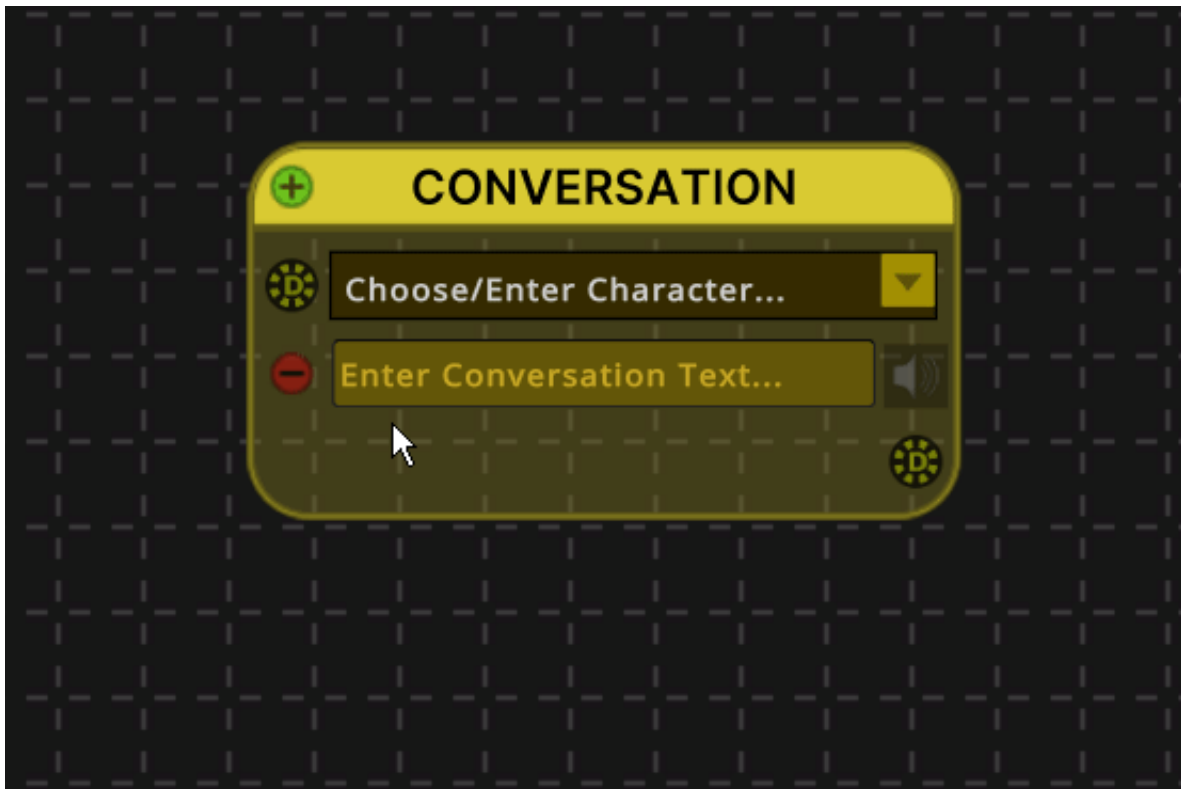 CONVERSATION
D Choose/Enter Character...
Enter Conversation Text...
D